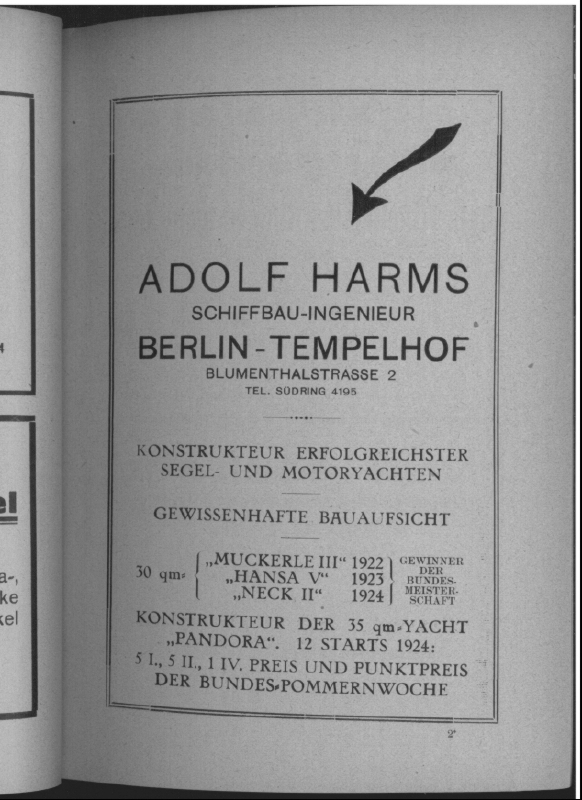 ADOLF HARMS
SCHIFFBAU-INGENIEUR
BERLIN-TEMPELHOF
BLUMENTHALSTRASSE 2
TEL. SÜDRING 4195
KONSTRUKTEUR ERFOLGREICHSTER
SEGEL- UND MOTORYACHTEN
GEWISSENHAFTE BAUAUFSICHT
30 qm-
„MUCKERLE III“ 1922
„HANSA V“ 1923
„NECK II“ 1924
GEWINNER
DER
BUNDES-
MEISTER-
SCHAFT
KONSTRUKTEUR DER 35 qm-YACHT
„PANDORA“. 12 STARTS 1924:
5 I., 5 II., 1 IV. PREIS UND PUNKTPREIS
DER BUNDES-POMMERNWOCHE
2*
4
el
a-,
ke
kel